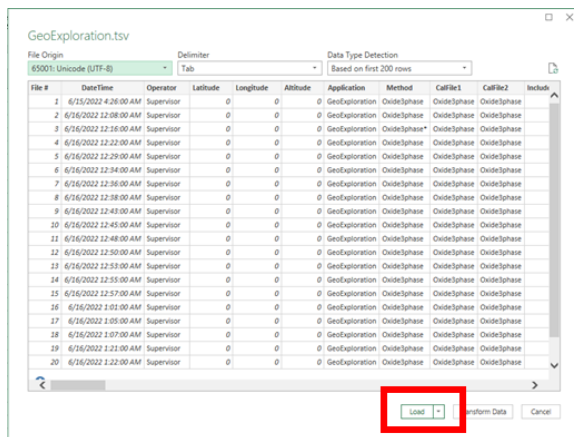 GeoExploration.tsv
File Origin Delimiter Data Type Detection
65001: Unicode (UTF-8) Tab Based on first 200 rows
File # DateTime Operator Latitude Longitude Altitude Application Method CalFile1 CalFile2 Include
1 6/15/2022 4:26:00 AM Supervisor 0 0 0 GeoExploration Oxide3phase Oxide3phase Oxide3phase
2 6/16/2022 12:08:00 AM Supervisor 0 0 0 GeoExploration Oxide3phase Oxide3phase Oxide3phase
3 6/16/2022 12:16:00 AM Supervisor 0 0 0 GeoExploration Oxide3phase* Oxide3phase Oxide3phase
4 6/16/2022 12:22:00 AM Supervisor 0 0 0 GeoExploration Oxide3phase Oxide3phase Oxide3phase
5 6/16/2022 12:29:00 AM Supervisor 0 0 0 GeoExploration Oxide3phase Oxide3phase Oxide3phase
6 6/16/2022 12:34:00 AM Supervisor 0 0 0 GeoExploration Oxide3phase Oxide3phase Oxide3phase
7 6/16/2022 12:36:00 AM Supervisor 0 0 0 GeoExploration Oxide3phase Oxide3phase Oxide3phase
8 6/16/2022 12:38:00 AM Supervisor 0 0 0 GeoExploration Oxide3phase Oxide3phase Oxide3phase
9 6/16/2022 12:43:00 AM Supervisor 0 0 0 GeoExploration Oxide3phase Oxide3phase Oxide3phase
10 6/16/2022 12:45:00 AM Supervisor 0 0 0 GeoExploration Oxide3phase Oxide3phase Oxide3phase
11 6/16/2022 12:48:00 AM Supervisor 0 0 0 GeoExploration Oxide3phase Oxide3phase Oxide3phase
12 6/16/2022 12:50:00 AM Supervisor 0 0 0 GeoExploration Oxide3phase Oxide3phase Oxide3phase
13 6/16/2022 12:53:00 AM Supervisor 0 0 0 GeoExploration Oxide3phase Oxide3phase Oxide3phase
14 6/16/2022 12:55:00 AM Supervisor 0 0 0 GeoExploration Oxide3phase Oxide3phase Oxide3phase
15 6/16/2022 12:57:00 AM Supervisor 0 0 0 GeoExploration Oxide3phase Oxide3phase Oxide3phase
16 6/16/2022 1:01:00 AM Supervisor 0 0 0 GeoExploration Oxide3phase Oxide3phase Oxide3phase
17 6/16/2022 1:05:00 AM Supervisor 0 0 0 GeoExploration Oxide3phase Oxide3phase Oxide3phase
18 6/16/2022 1:07:00 AM Supervisor 0 0 0 GeoExploration Oxide3phase Oxide3phase Oxide3phase
19 6/16/2022 1:21:00 AM Supervisor 0 0 0 GeoExploration Oxide3phase Oxide3phase Oxide3phase
20 6/16/2022 1:22:00 AM Supervisor 0 0 0 GeoExploration Oxide3phase Oxide3phase Oxide3phase
Load ansform Data Cancel